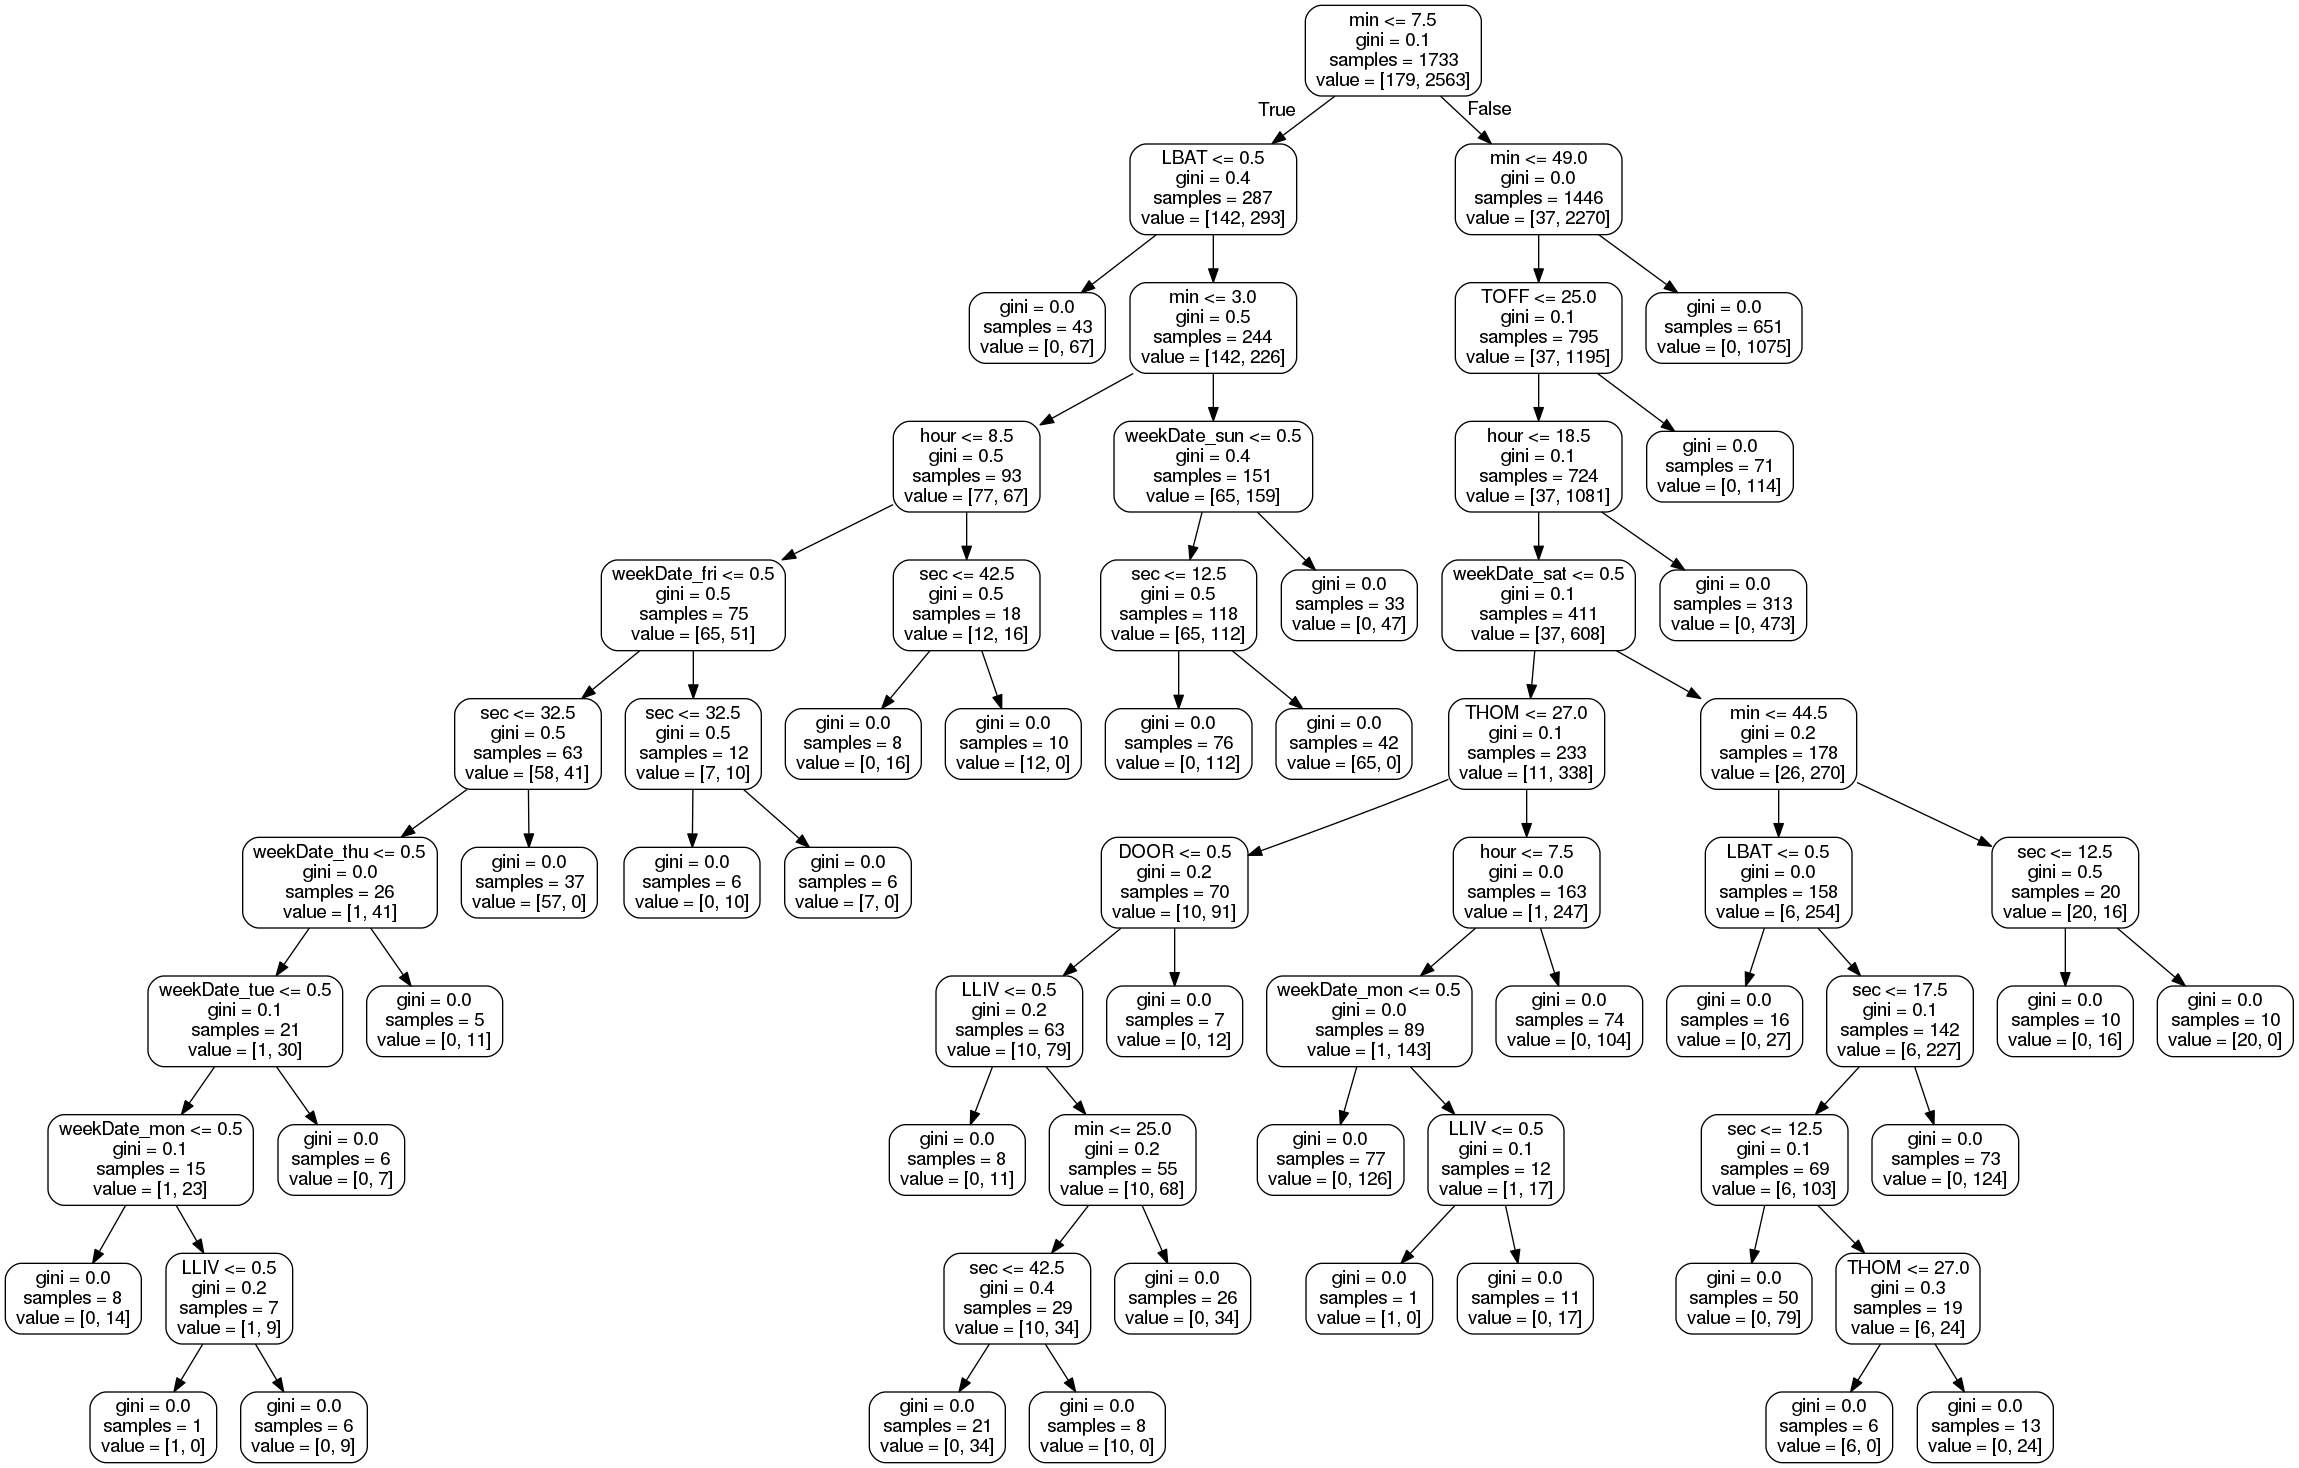 min <= 7.5
gini = 0.1
samples = 1733
value = [179, 2563]
True
False
LBAT <= 0.5
gini = 0.4
samples = 287
value = [142, 293]
min <= 49.0
gini = 0.0
samples = 1446
value = [37, 2270]
gini = 0.0
samples = 43
value = [0, 67]
min <= 3.0
gini = 0.5
samples = 244
value = [142, 226]
TOFF <= 25.0
gini = 0.1
samples = 795
value = [37, 1195]
gini = 0.0
samples = 651
value = [0, 1075]
hour <= 8.5
gini = 0.5
samples = 93
value = [77, 67]
weekDate_sun <= 0.5
gini = 0.4
samples = 151
value = [65, 159]
hour <= 18.5
gini = 0.1
samples = 724
value = [37, 1081]
gini = 0.0
samples = 71
value = [0, 114]
weekDate_fri <= 0.5
gini = 0.5
samples = 75
value = [65, 51]
sec <= 42.5
gini = 0.5
samples = 18
value = [12, 16]
sec <= 12.5
gini = 0.5
samples = 118
value = [65, 112]
gini = 0.0
samples = 33
value = [0, 47]
weekDate_sat <= 0.5
gini = 0.1
samples = 411
value = [37, 608]
gini = 0.0
samples = 313
value = [0, 473]
sec <= 32.5
gini = 0.5
samples = 63
value = [58, 41]
sec <= 32.5
gini = 0.5
samples = 12
value = [7, 10]
gini = 0.0
samples = 8
value = [0, 16]
gini = 0.0
samples = 10
value = [12, 0]
gini = 0.0
samples = 76
value = [0, 112]
gini = 0.0
samples = 42
value = [65, 0]
THOM <= 27.0
gini = 0.1
samples = 233
value = [11, 338]
min <= 44.5
gini = 0.2
samples = 178
value = [26, 270]
weekDate_thu <= 0.5
gini = 0.0
samples = 26
value = [1, 41]
gini = 0.0
samples = 37
value = [57, 0]
gini = 0.0
samples = 6
value = [0, 10]
gini = 0.0
samples = 6
value = [7, 0]
DOOR <= 0.5
gini = 0.2
samples = 70
value = [10, 91]
hour <= 7.5
gini = 0.0
samples = 163
value = [1, 247]
LBAT <= 0.5
gini = 0.0
samples = 158
value = [6, 254]
sec <= 12.5
gini = 0.5
samples = 20
value = [20, 16]
weekDate_tue <= 0.5
gini = 0.1
samples = 21
value = [1, 30]
gini = 0.0
samples = 5
value = [0, 11]
LLIV <= 0.5
gini = 0.2
samples = 63
value = [10, 79]
gini = 0.0
samples = 7
value = [0, 12]
weekDate_mon <= 0.5
gini = 0.0
samples = 89
value = [1, 143]
gini = 0.0
samples = 74
value = [0, 104]
gini = 0.0
samples = 16
value = [0, 27]
sec <= 17.5
gini = 0.1
samples = 142
value = [6, 227]
gini = 0.0
samples = 10
value = [0, 16]
gini = 0.0
samples = 10
value = [20, 0]
weekDate_mon <= 0.5
gini = 0.1
samples = 15
value = [1, 23]
gini = 0.0
samples = 6
value = [0, 7]
gini = 0.0
samples = 8
value = [0, 11]
min <= 25.0
gini = 0.2
samples = 55
value = [10, 68]
gini = 0.0
samples = 77
value = [0, 126]
LLIV <= 0.5
gini = 0.1
samples = 12
value = [1, 17]
sec <= 12.5
gini = 0.1
samples = 69
value = [6, 103]
gini = 0.0
samples = 73
value = [0, 124]
gini = 0.0
samples = 8
value = [0, 14]
LLIV <= 0.5
gini = 0.2
samples = 7
value = [1, 9]
sec <= 42.5
gini = 0.4
samples = 29
value = [10, 34]
gini = 0.0
samples = 26
value = [0, 34]
gini = 0.0
samples = 1
value = [1, 0]
gini = 0.0
samples = 11
value = [0, 17]
gini = 0.0
samples = 50
value = [0, 79]
THOM <= 27.0
gini = 0.3
samples = 19
value = [6, 24]
gini = 0.0
samples = 1
value = [1, 0]
gini = 0.0
samples = 6
value = [0, 9]
gini = 0.0
samples = 21
value = [0, 34]
gini = 0.0
samples = 8
value = [10, 0]
gini = 0.0
samples = 6
value = [6, 0]
gini = 0.0
samples = 13
value = [0, 24]